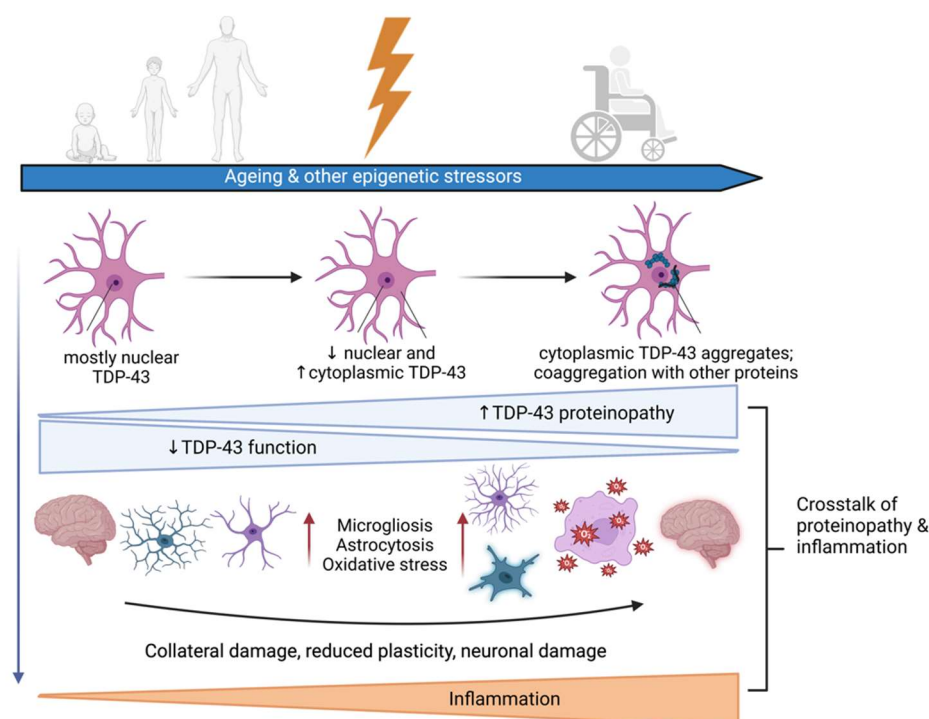 Ageing & other epigenetic stressors
mostly nuclear
TDP-43
↓ nuclear and
↑cytoplasmic TDP-43
cytoplasmic TDP-43 aggregates;
coaggregation with other proteins
↑TDP-43 proteinopathy
↓TDP-43 function
Microgliosis
Astrocytosis
Oxidative stress
Crosstalk of
proteinopathy &
inflammation
Collateral damage, reduced plasticity, neuronal damage
Inflammation